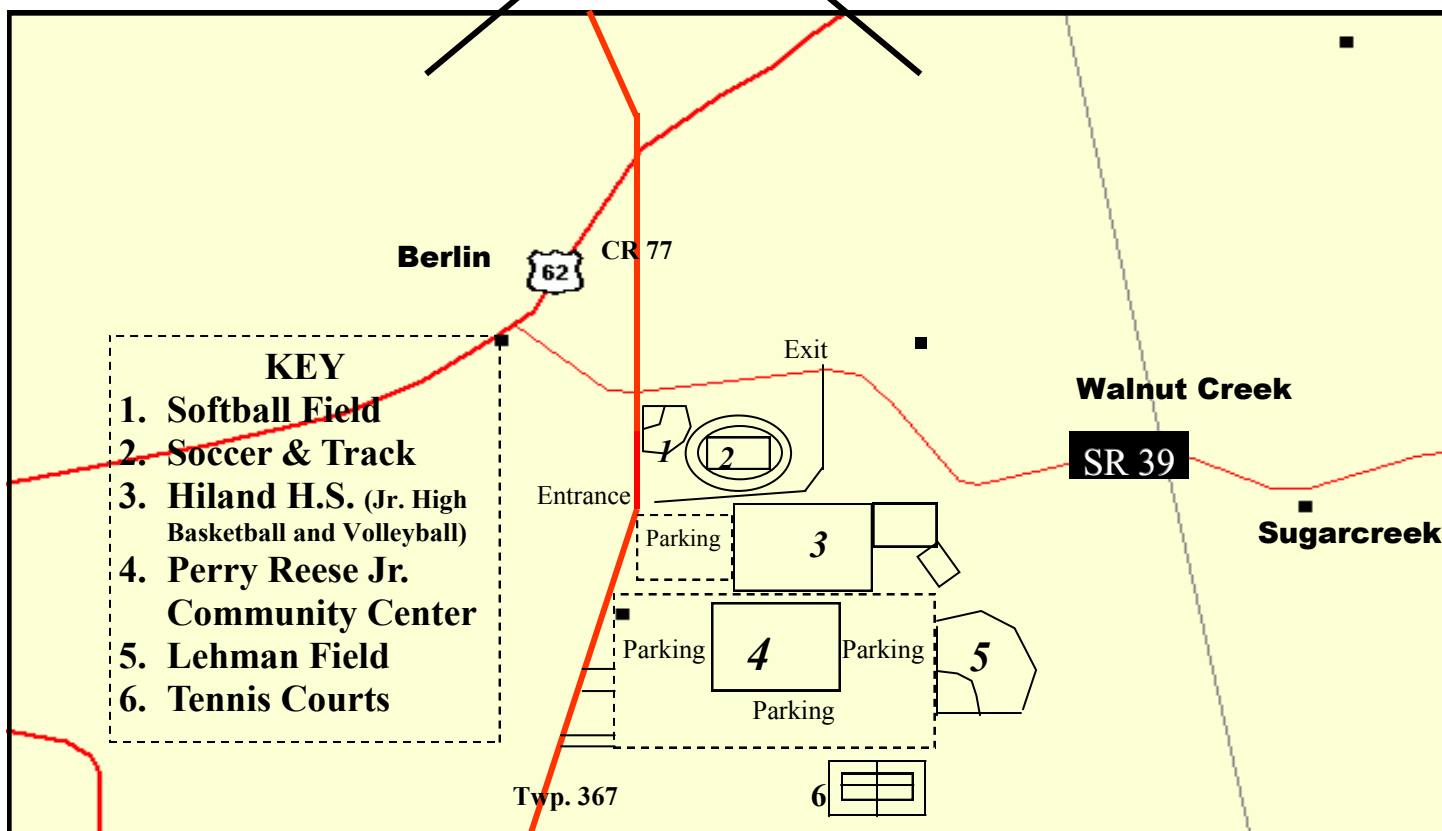 Berlin
62
CR 77
Exit
KEY
1. Softball Field
2. Soccer & Track
3. Hiland H.S. (Jr. High
Basketball and Volleyball)
4. Perry Reese Jr.
Community Center
5. Lehman Field
6. Tennis Courts
Walnut Creek
SR 39
Sugarcreek
1
2
Entrance
Parking
3
Parking
4
Parking
5
Parking
Twp. 367
6